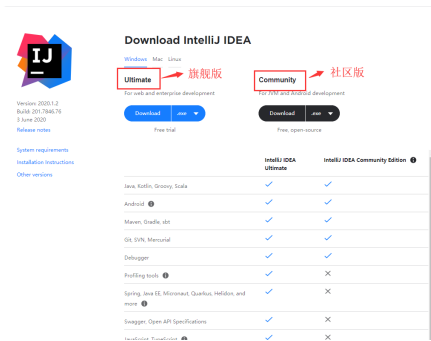 IJ
Version: 2020.1.2
Build: 201.7846.76
3 June 2020
Release notes
System requirements
Installation Instructions
Other versions
Download IntelliJ IDEA
Windows Mac Linux
Ultimate 旗舰版
For web and enterprise development
Download .exe
Free trial
Community 社区版
For JVM and Android development
Download .exe
Free, open-source
IntelliJ IDEA Ultimate
IntelliJ IDEA Community Edition
Java, Kotlin, Groovy, Scala
Android
Maven, Gradle, sbt
Git, SVN, Mercurial
Debugger
Profiling tools
Spring, Java EE, Micronaut, Quarkus, Helidon, and
more
Swagger, Open API Specifications
JavaScript, TypeScript